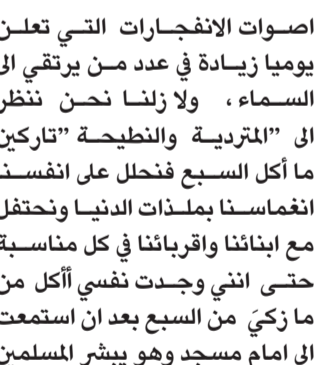 اصوات الانفجارات التي تعلن
يوميا زيادة في عدد من يرتقي الى
السماء ، ولا زلنا نحن ننظر
الى ”المتردية والنطيحة ”تاركين
ما أكل السبع فنحلل على انفسنا
انغماسنا بملذات الدنيا ونحتفل
مع ابنائنا واقربائنا في كل مناسبة
حتى انني وجدت نفسي أأكل من
ما زكيَ من السبع بعد ان استمعت
الى امام مسجد وهو يبشر المسلمين